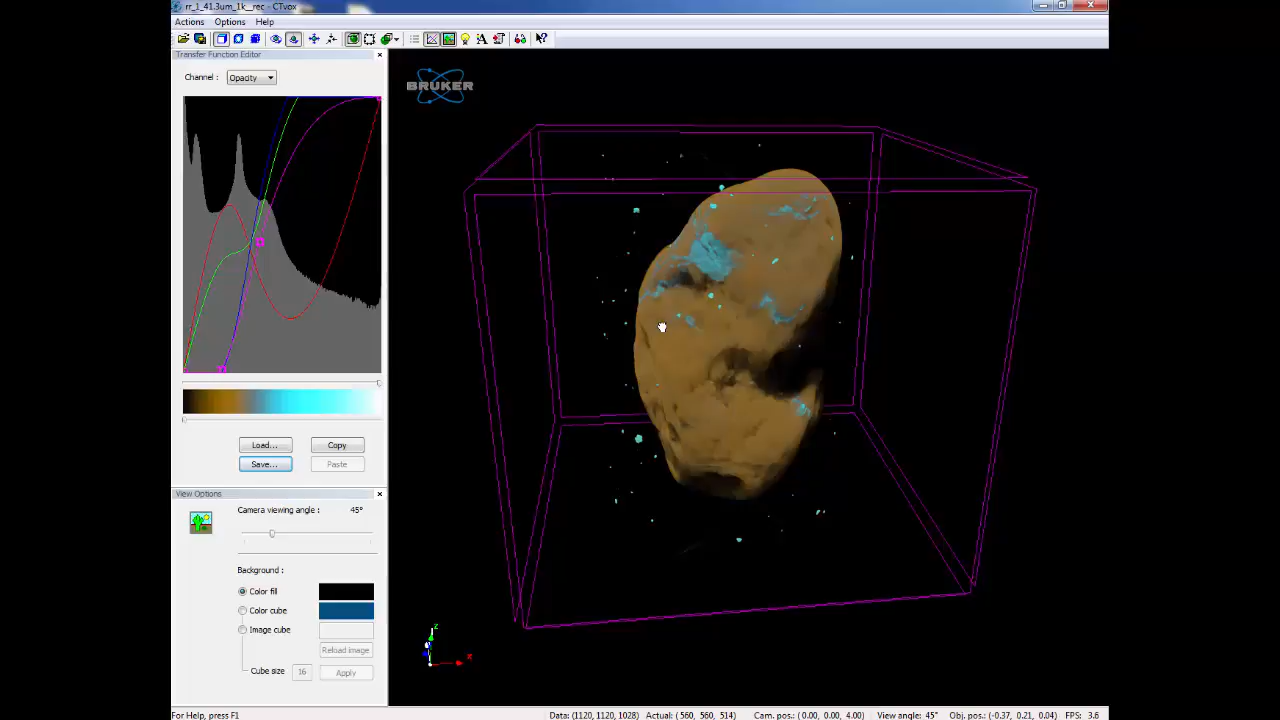 rr_1_41.3um_1k__rec - CTvox
Actions Options Help
Transfer Function Editor
Channel : Opacity
Load... Copy
Save... Paste
View Options
Camera viewing angle : 45°
Background :
Color fill
Color cube
Image cube
Reload image
Cube size 16 Apply
BRUKER
z
x
For Help, press F1
Data: (1120, 1120, 1028) Actual: ( 560, 560, 514) Cam. pos.: ( 0.00, 0.00, 4.00) View angle: 45° Obj. pos.: (-0.37, 0.21, 0.04) FPS: 3.6